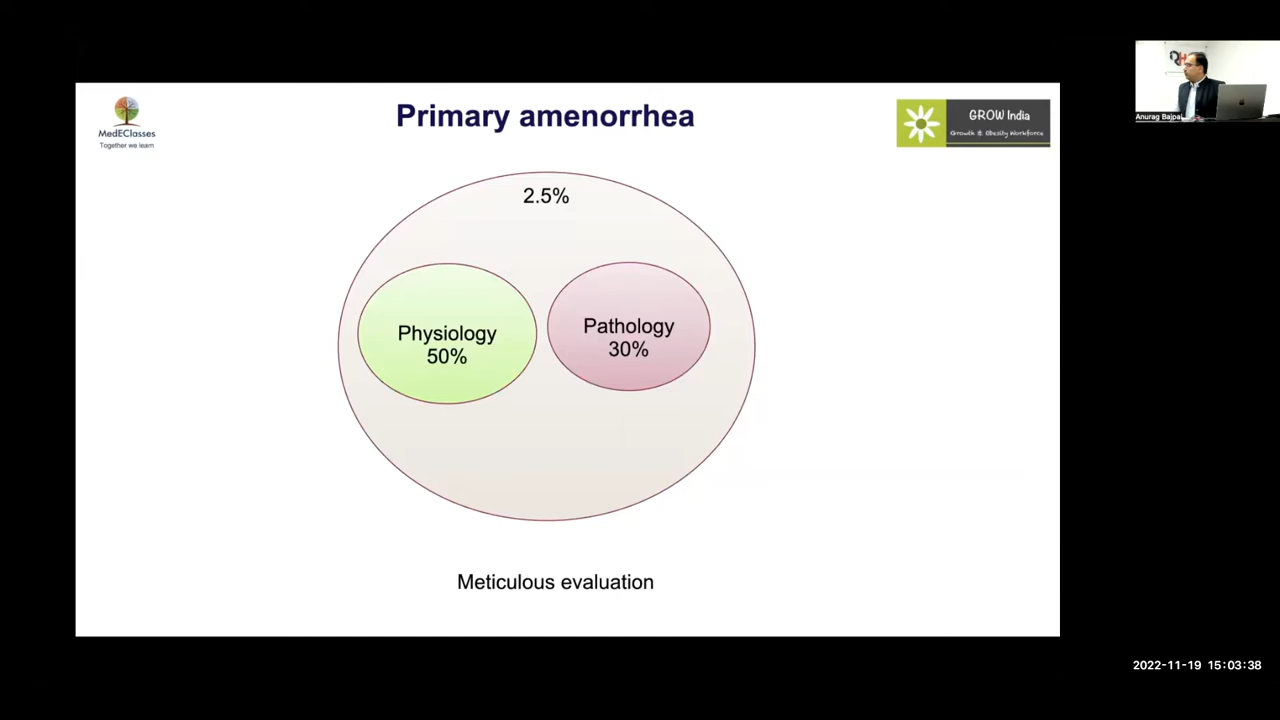 Primary amenorrhea
MedEClasses
Together we learn
GROW India
Growth & Obesity Workforce
2.5%
Physiology
50%
Pathology
30%
Meticulous evaluation
Anurag Bajpai
2022-11-19 15:03:38